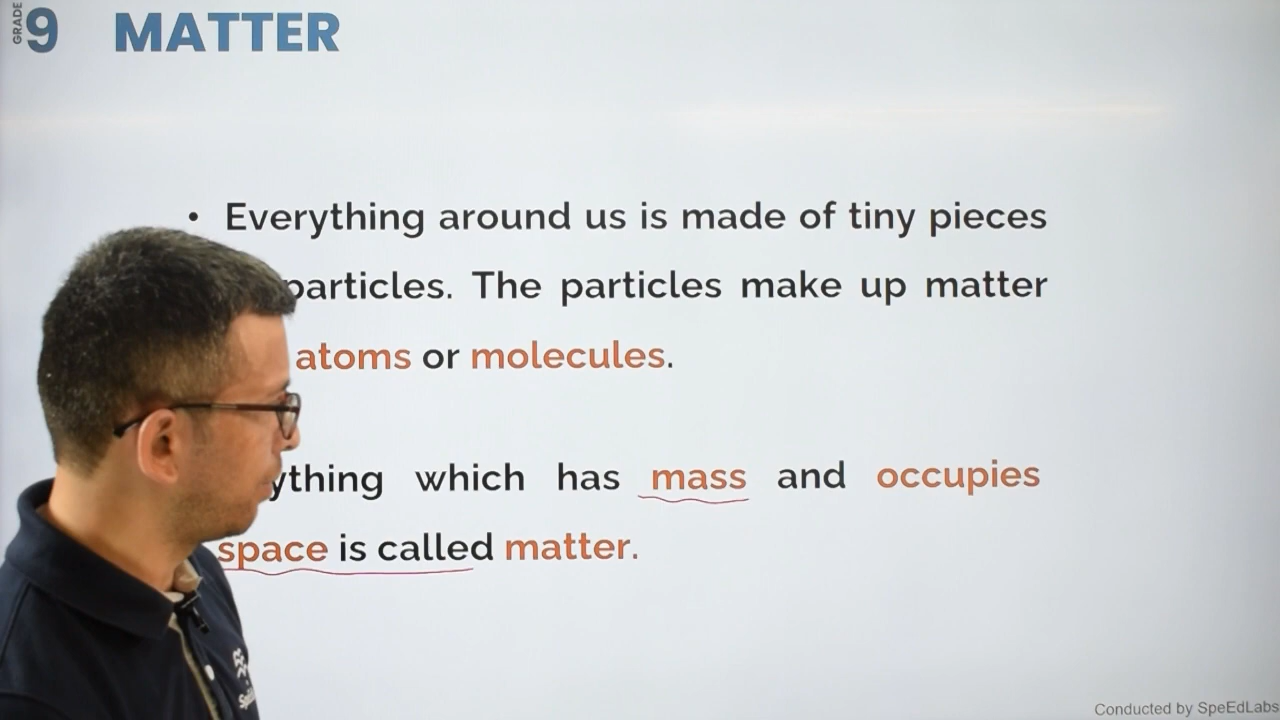 GRADE
9 MATTER
• Everything around us is made of tiny pieces
particles. The particles make up matter
atoms or molecules.
ything which has mass and occupies
space is called matter.
Conducted by SpeEdLabs